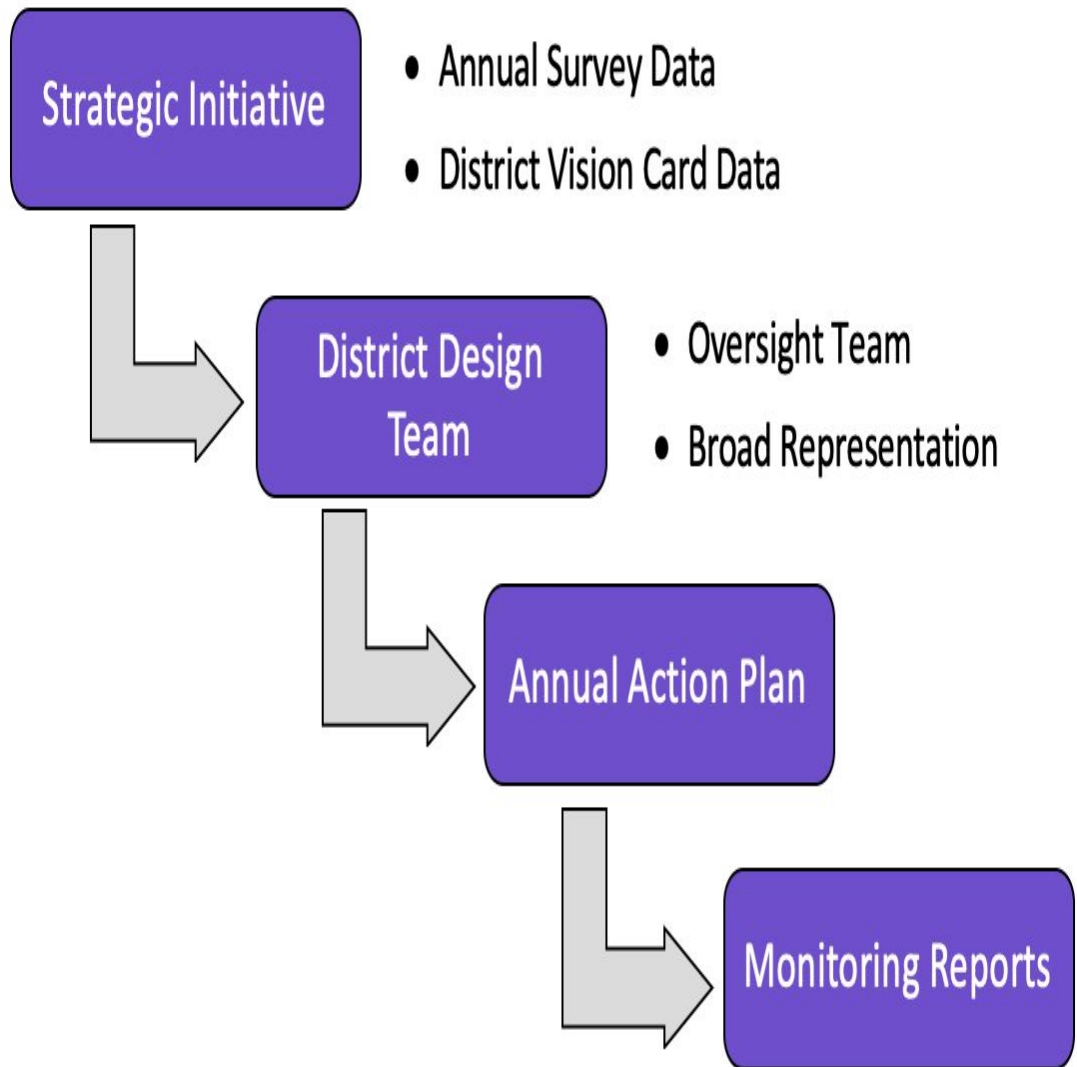 Strategic Initiative
• Annual Survey Data
• District Vision Card Data
District Design
Team
• Oversight Team
• Broad Representation
Annual Action Plan
Monitoring Reports